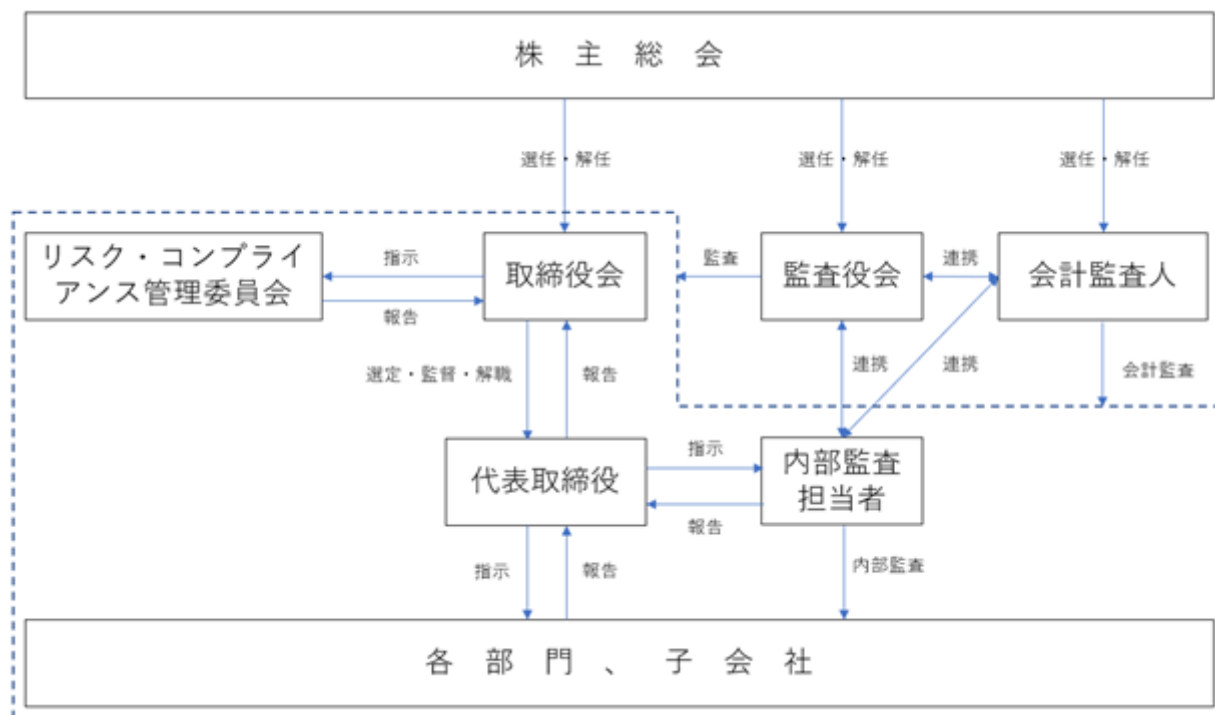 株主総会
選任・解任
選任・解任
選任・解任
リスク・コンプライ
アンス管理委員会
指示
報告
取締役会
監査
監査役会
連携
会計監査人
選定・監督・解職
報告
連携
連携
会計監査
代表取締役
指示
報告
内部監査
担当者
指示
報告
内部監査
各部門、子会社